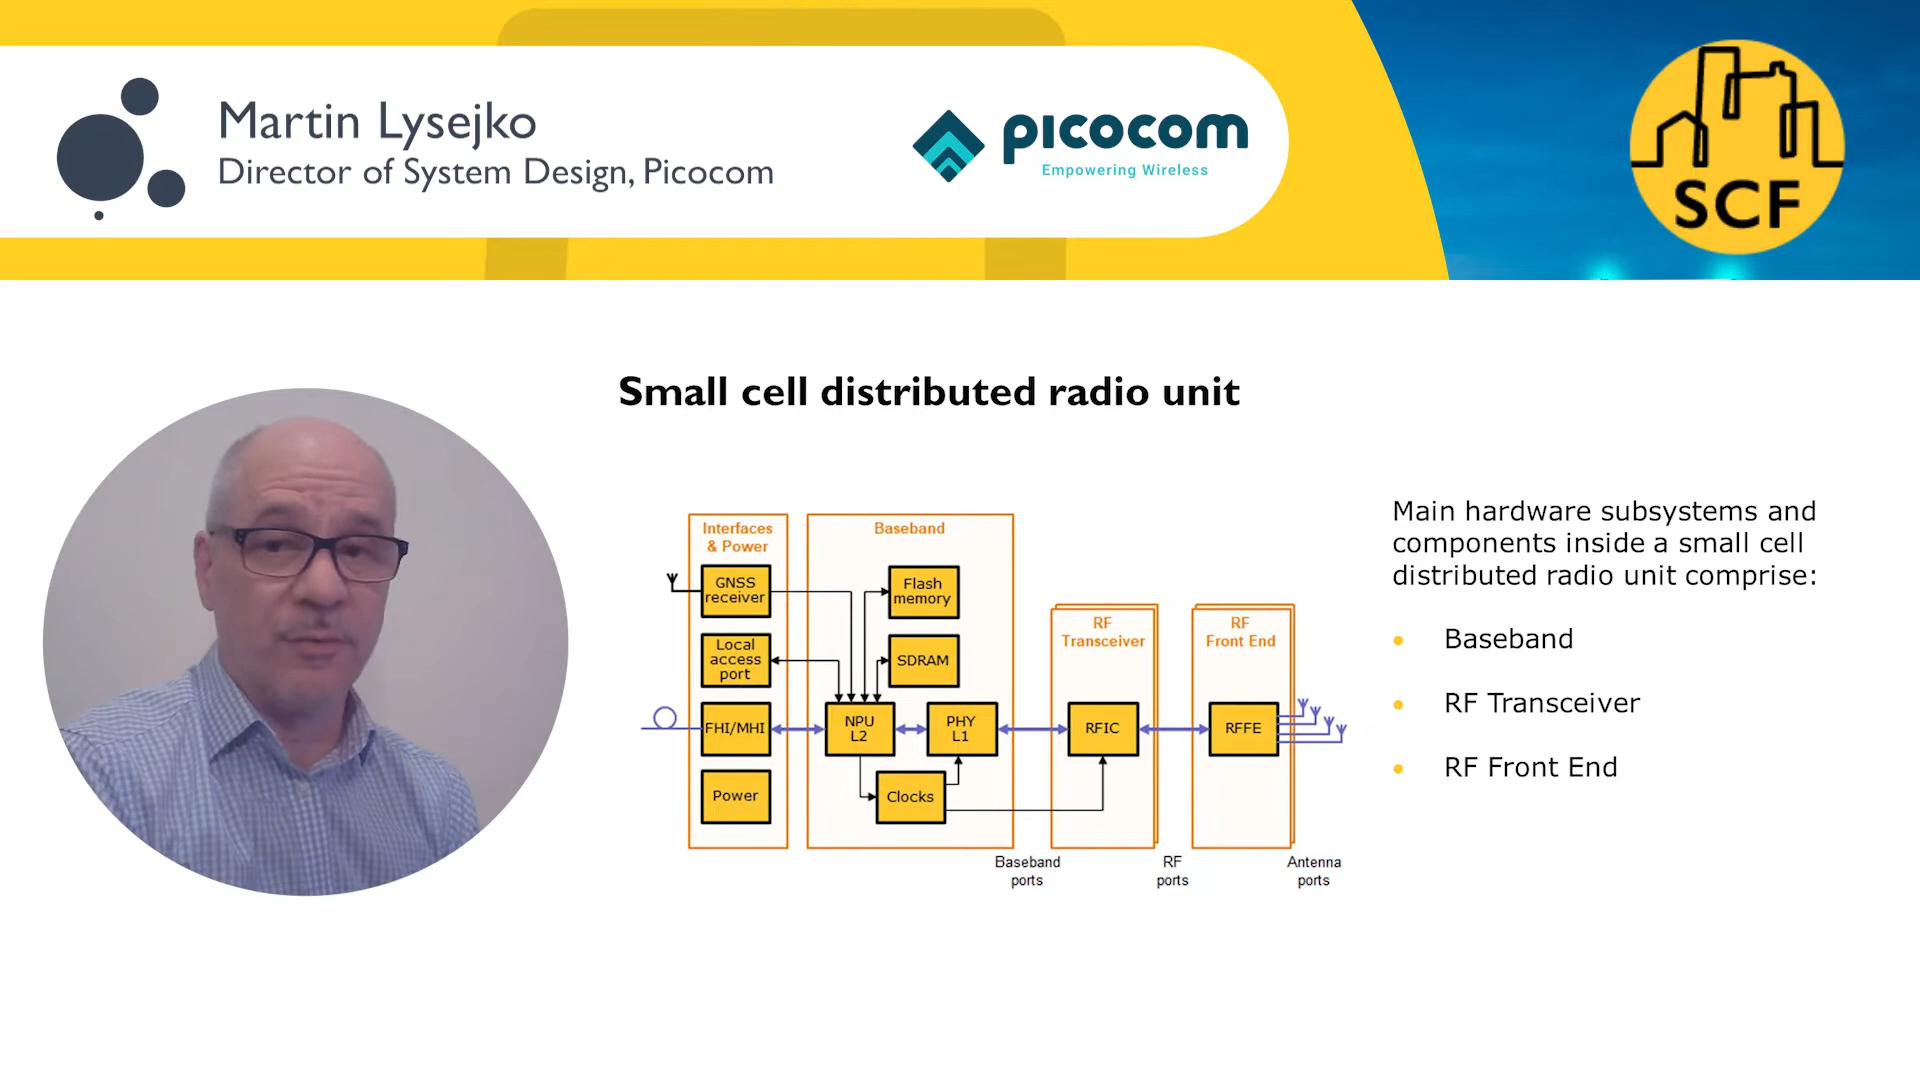 Martin Lysejko
Director of System Design, Picocom
picocom
Empowering Wireless
SCF
Small cell distributed radio unit
Interfaces
& Power
GNSS
receiver
Local
access
port
FHI/MHI
Power
Baseband
Flash
memory
SDRAM
NPU
L2
PHY
L1
Clocks
RF
Transceiver
RFIC
RF
Front End
RFFE
Baseband
ports
RF
ports
Antenna
ports
Main hardware subsystems and
components inside a small cell
distributed radio unit comprise:
• Baseband
• RF Transceiver
• RF Front End